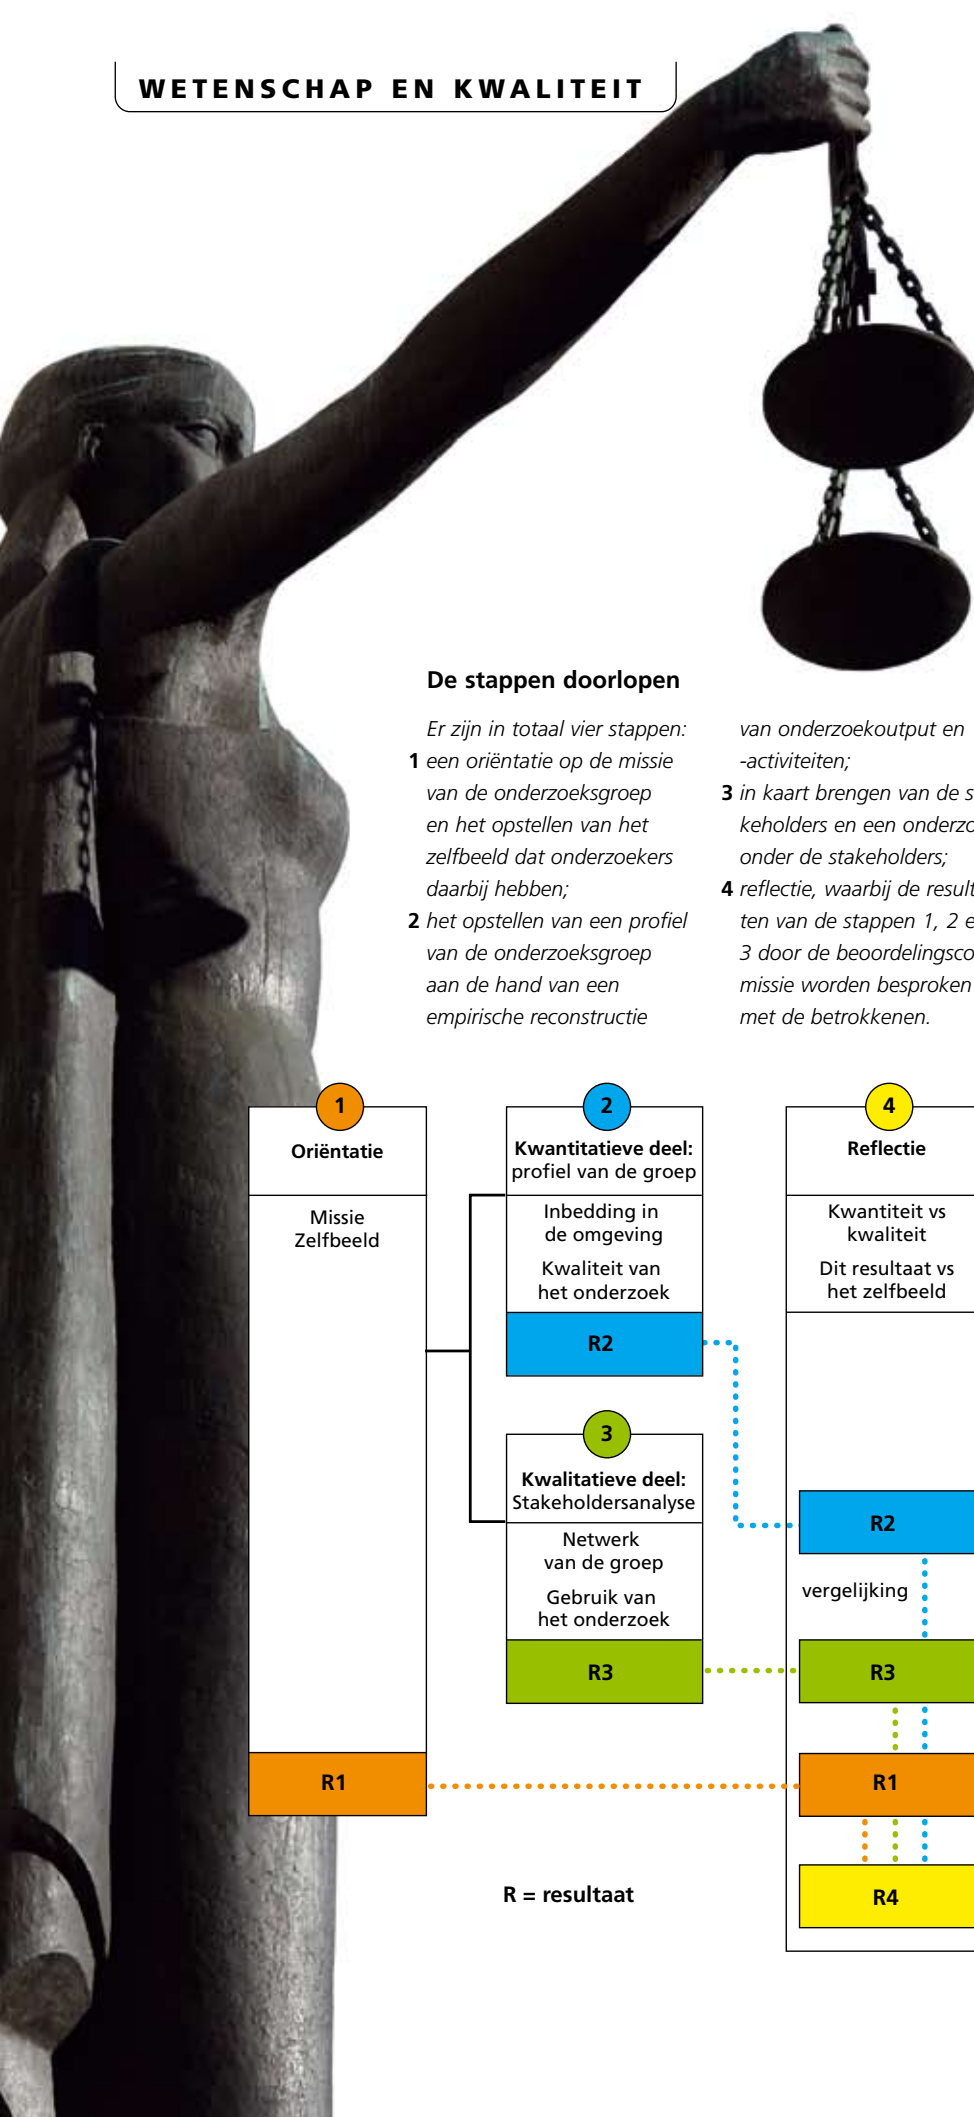 WETENSCHAP EN KWALITEIT
De stappen doorlopen
Er zijn in totaal vier stappen:
1 een oriëntatie op de missie
van de onderzoeksgroep
en het opstellen van het
zelfbeeld dat onderzoekers
daarbij hebben;
2 het opstellen van een profiel
van de onderzoeksgroep
aan de hand van een
empirische reconstructie
van onderzoekoutput en
-activiteiten;
3 in kaart brengen van de s
keholders en een onderzo
onder de stakeholders;
4 reflectie, waarbij de result
ten van de stappen 1, 2 e
3 door de beoordelingsco
missie worden besproken
met de betrokkenen.
1
Oriëntatie
Missie
Zelfbeeld
R1
2
Kwantitatieve deel:
profiel van de groep
Inbedding in
de omgeving
Kwaliteit van
het onderzoek
R2
3
Kwalitatieve deel:
Stakeholdersanalyse
Netwerk
van de groep
Gebruik van
het onderzoek
R3
4
Reflectie
Kwantiteit vs
kwaliteit
Dit resultaat vs
het zelfbeeld
R2
vergelijking
R3
R1
R4
R = resultaat